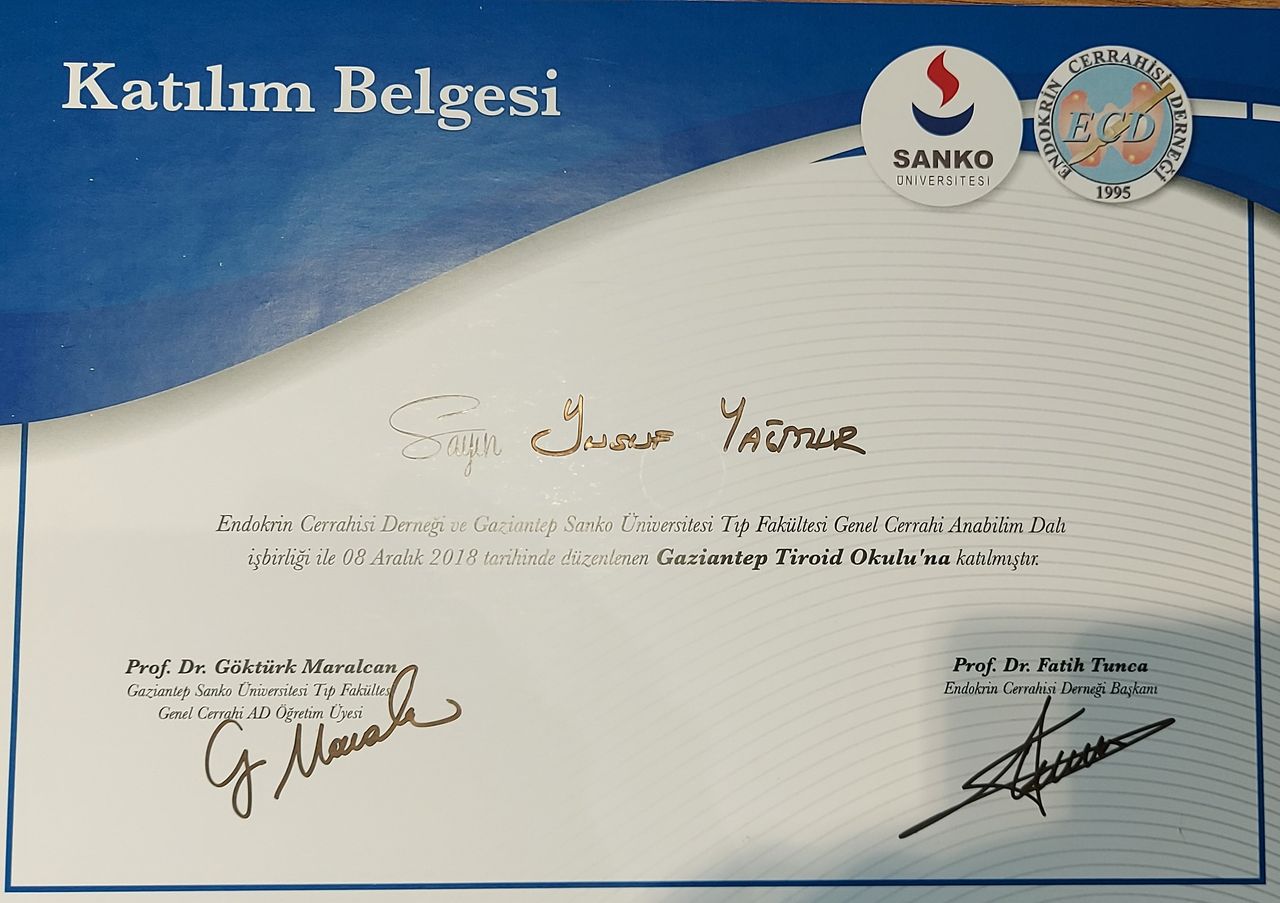 Katılım Belgesi
SANKO
ÜNİVERSİTESİ
ENDOKRİN CERRAHİSİ DERNEĞİ
ECD
1995
Sayın Yusuf YAĞMUR
Endokrin Cerrahisi Derneği ve Gaziantep Sanko Üniversitesi Tıp Fakültesi Genel Cerrahi Anabilim Dalı
işbirliği ile 08 Aralık 2018 tarihinde düzenlenen Gaziantep Tiroid Okulu'na katılmıştır.
Prof. Dr. Göktürk Maralcan
Gaziantep Sanko Üniversitesi Tıp Fakültes
Genel Cerrahi AD Öğretim Üyesi
Prof. Dr. Fatih Tunca
Endokrin Cerrahisi Derneği Başkanı